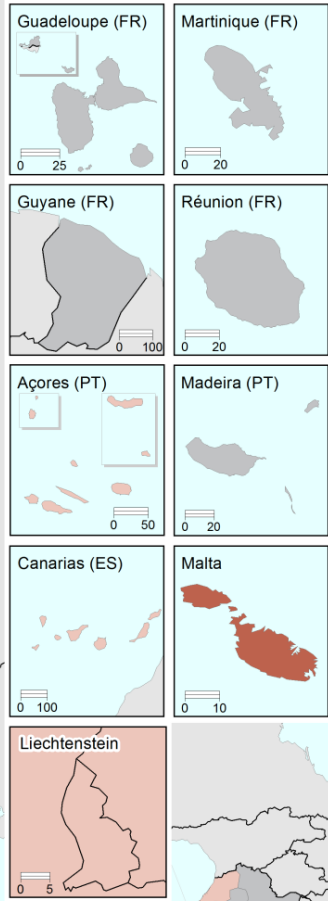 Guadeloupe (FR)
0 25
Martinique (FR)
0 20
Guyane (FR)
0 100
Réunion (FR)
0 20
Açores (PT)
0 50
Madeira (PT)
0 20
Canarias (ES)
0 100
Malta
0 10
Liechtenstein
0 5